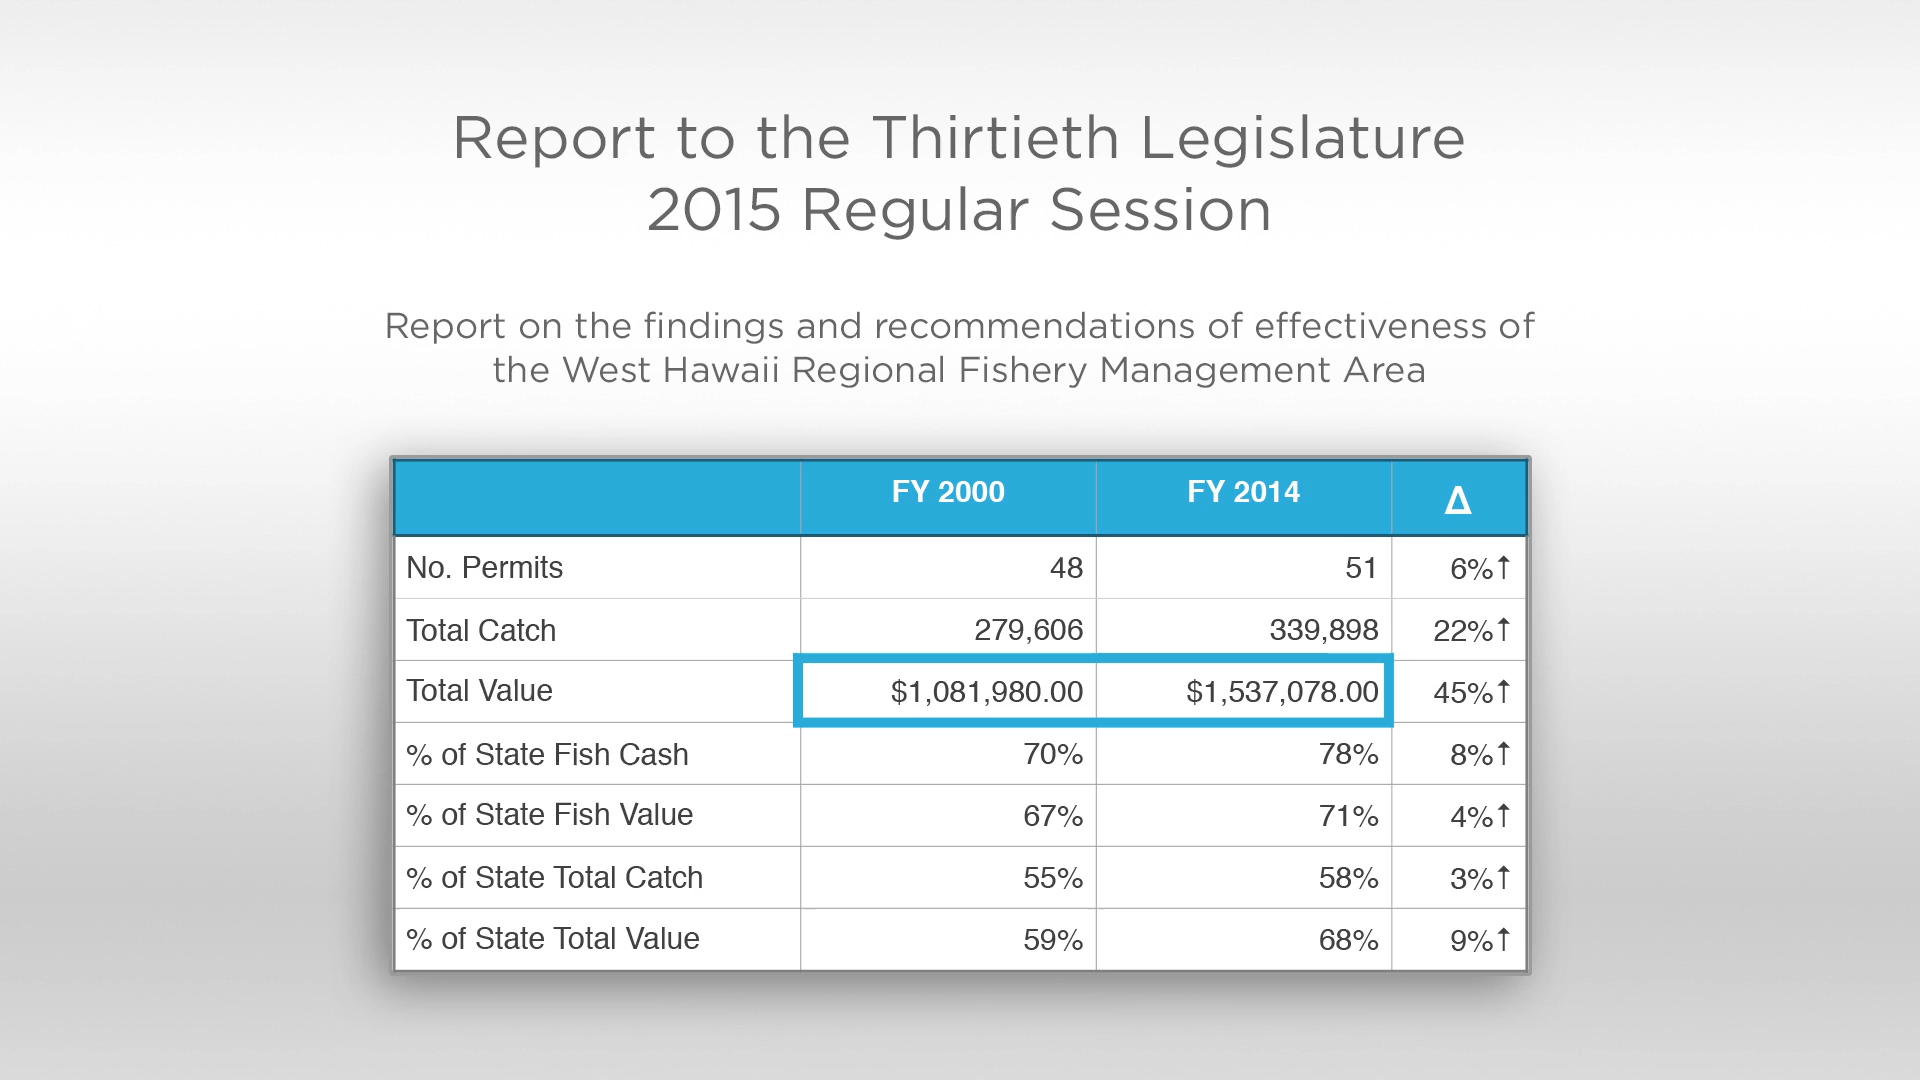 Report to the Thirtieth Legislature
2015 Regular Session
Report on the findings and recommendations of effectiveness of
the West Hawaii Regional Fishery Management Area
FY 2000 FY 2014 Δ
No. Permits 48 51 6%↑
Total Catch 279,606 339,898 22%↑
Total Value $1,081,980.00 $1,537,078.00 45%↑
% of State Fish Cash 70% 78% 8%↑
% of State Fish Value 67% 71% 4%↑
% of State Total Catch 55% 58% 3%↑
% of State Total Value 59% 68% 9%↑